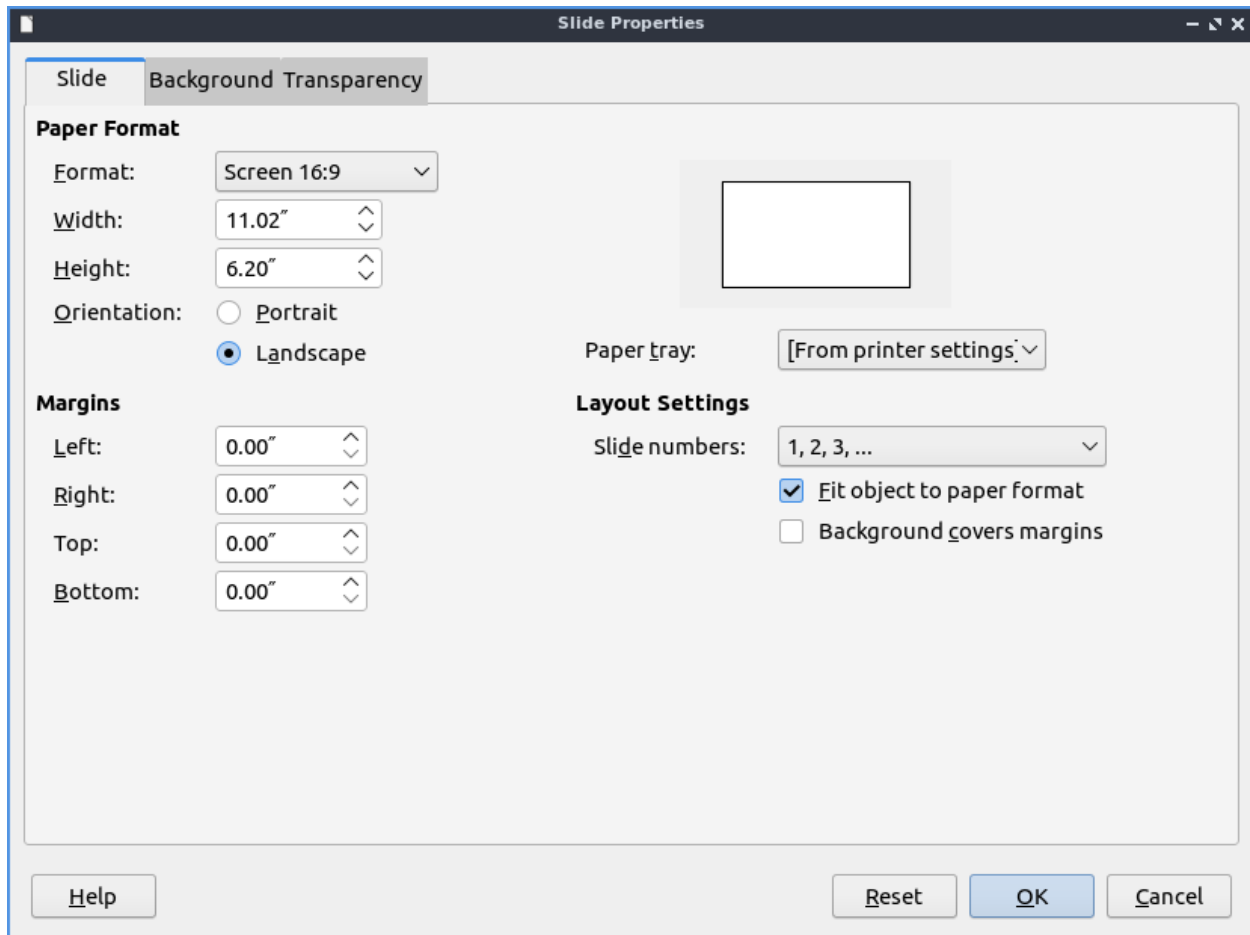 Slide Properties
Slide Background Transparency
Paper Format
Format: Screen 16:9
Width: 11.02″
Height: 6.20″
Orientation: Portrait
Landscape
Paper tray: [From printer settings]
Margins
Left: 0.00″
Right: 0.00″
Top: 0.00″
Bottom: 0.00″
Layout Settings
Slide numbers: 1, 2, 3, ...
Fit object to paper format
Background covers margins
Help Reset OK Cancel